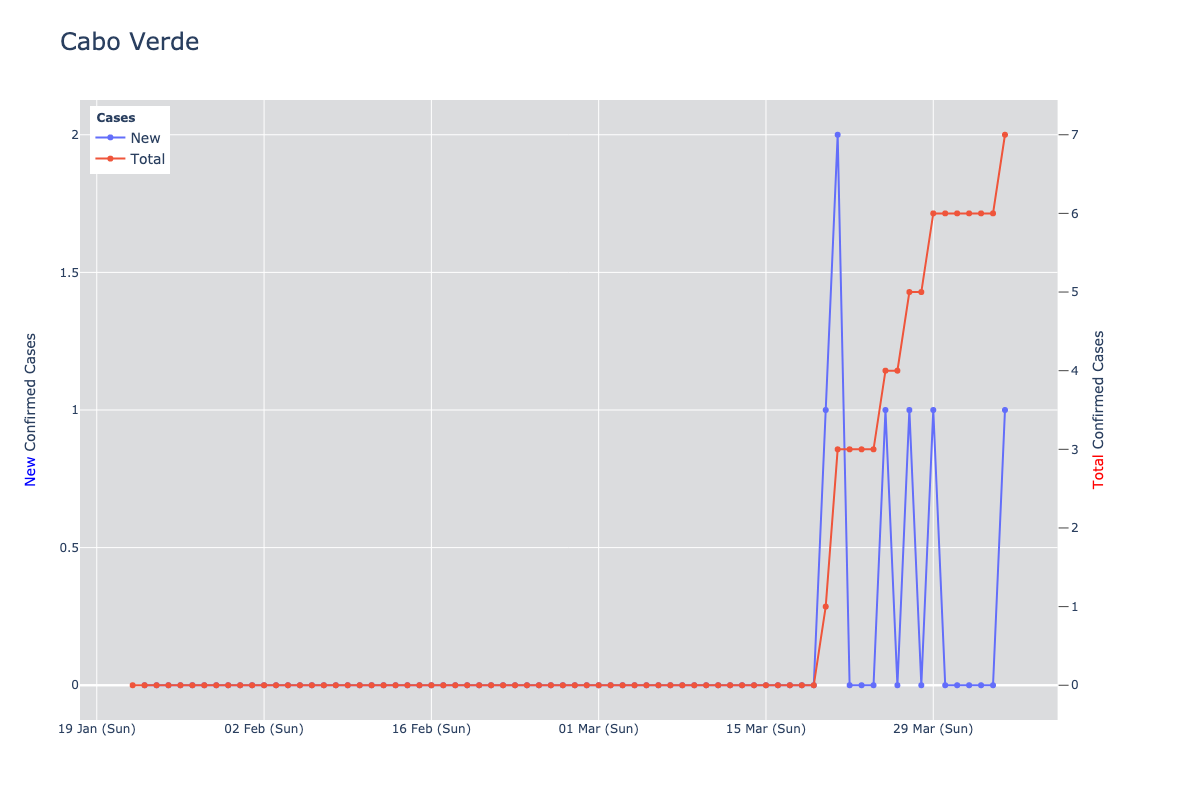 Cabo Verde
Cases
New
Total
2
1.5
1
0.5
0
7
6
5
4
3
2
1
0
New Confirmed Cases
Total Confirmed Cases
19 Jan (Sun)
02 Feb (Sun)
16 Feb (Sun)
01 Mar (Sun)
15 Mar (Sun)
29 Mar (Sun)